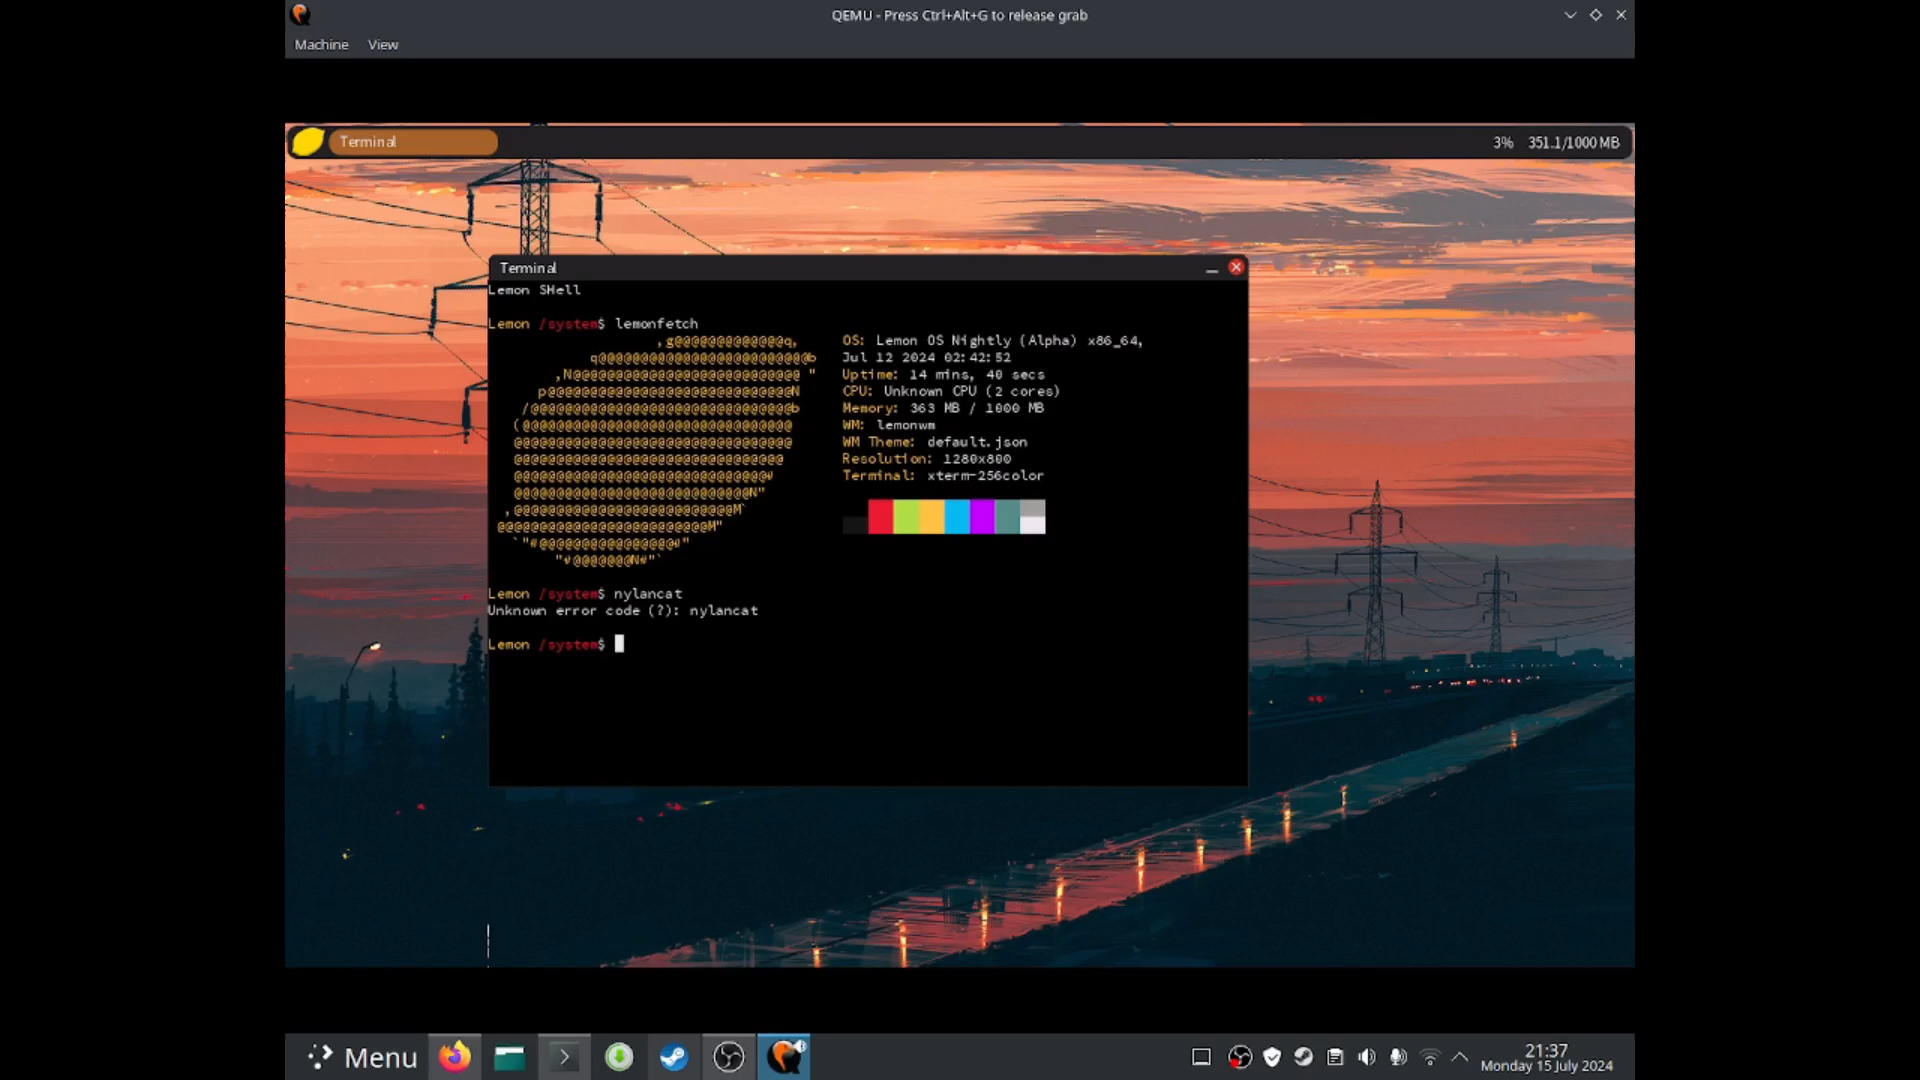 QEMU - Press Ctrl+Alt+G to release grab
Machine View
Terminal
3% 351.1/1000 MB
Terminal
Lemon SHell
Lemon /system$ lemonfetch
,g@@@@@@@@@@@@@q,
q@@@@@@@@@@@@@@@@@@@@@@@@b
,N@@@@@@@@@@@@@@@@@@@@@@@@@@@ "
p@@@@@@@@@@@@@@@@@@@@@@@@@@@@N
/@@@@@@@@@@@@@@@@@@@@@@@@@@@@@@b
(@@@@@@@@@@@@@@@@@@@@@@@@@@@@@@@
@@@@@@@@@@@@@@@@@@@@@@@@@@@@@@@@
@@@@@@@@@@@@@@@@@@@@@@@@@@@@@@@
@@@@@@@@@@@@@@@@@@@@@@@@@@@@@#
@@@@@@@@@@@@@@@@@@@@@@@@@@@N"
,@@@@@@@@@@@@@@@@@@@@@@@@@M`
@@@@@@@@@@@@@@@@@@@@@@@@M"
`"#@@@@@@@@@@@@@@@#"
"#@@@@@@@N#"`
OS: Lemon OS Nightly (Alpha) x86_64,
Jul 12 2024 02:42:52
Uptime: 14 mins, 40 secs
CPU: Unknown CPU (2 cores)
Memory: 363 MB / 1000 MB
WM: lemonwm
WM Theme: default.json
Resolution: 1280x800
Terminal: xterm-256color
Lemon /system$ nylancat
Unknown error code (?): nylancat
Lemon /system$
Menu
21:37
Monday 15 July 2024